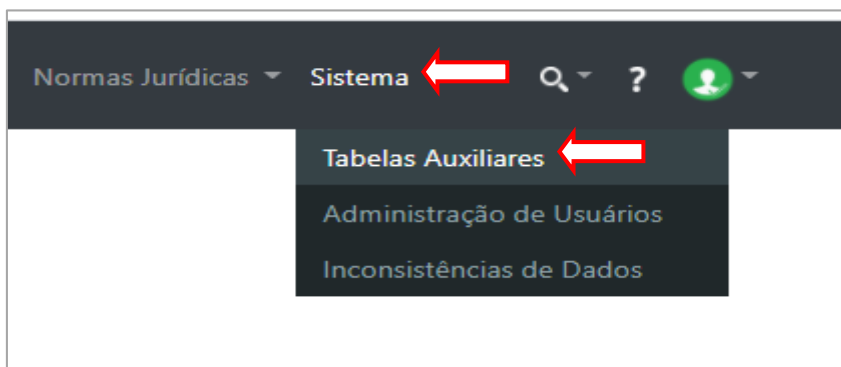 Normas Jurídicas Sistema ?
Tabelas Auxiliares
Administração de Usuários
Inconsistências de Dados